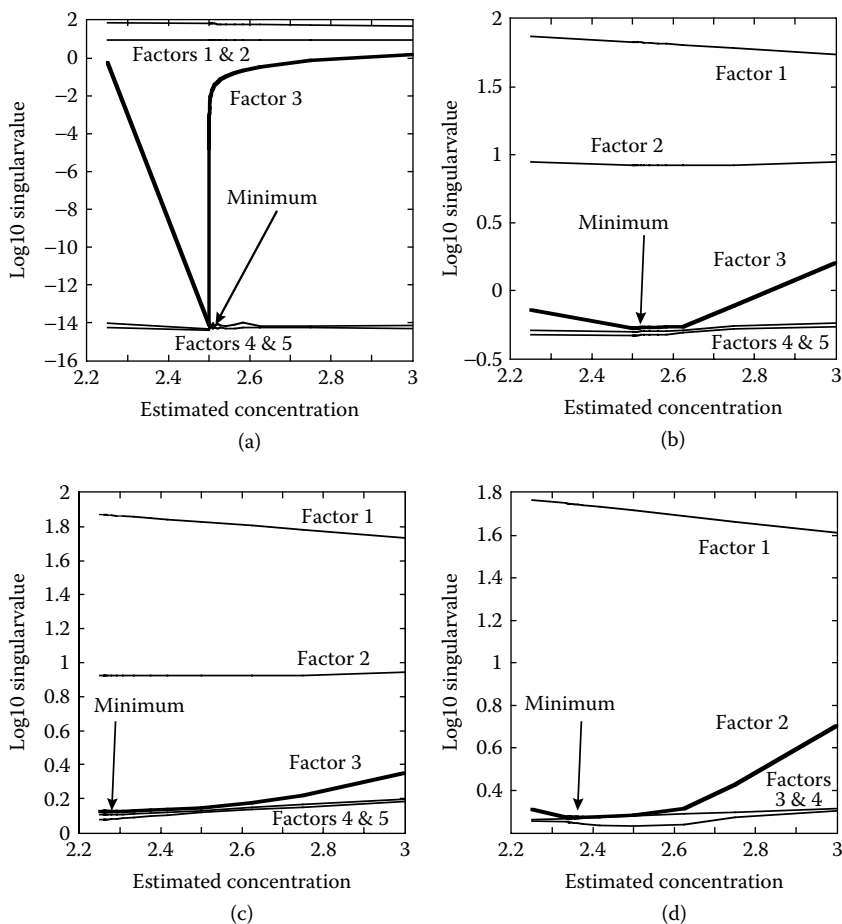 2
0
−2
−4
−6
−8
−10
−12
−14
−16
2.2
2.4
2.6
2.8
3
Log10 singularvalue
Estimated concentration
Factors 1 & 2
Factor 3
Minimum
Factors 4 & 5
(a)
2
1.5
1
0.5
0
−0.5
2.2
2.4
2.6
2.8
3
Log10 singularvalue
Estimated concentration
Factor 1
Factor 2
Minimum
Factor 3
Factors 4 & 5
(b)
2
1.8
1.6
1.4
1.2
1
0.8
0.6
0.4
0.2
0
2.2
2.4
2.6
2.8
3
Log10 singularvalue
Estimated concentration
Factor 1
Factor 2
Minimum
Factor 3
Factors 4 & 5
(c)
1.8
1.6
1.4
1.2
1
0.8
0.6
0.4
2.2
2.4
2.6
2.8
3
Log10 singularvalue
Estimated concentration
Factor 1
Minimum
Factor 2
Factors
3 & 4
(d)